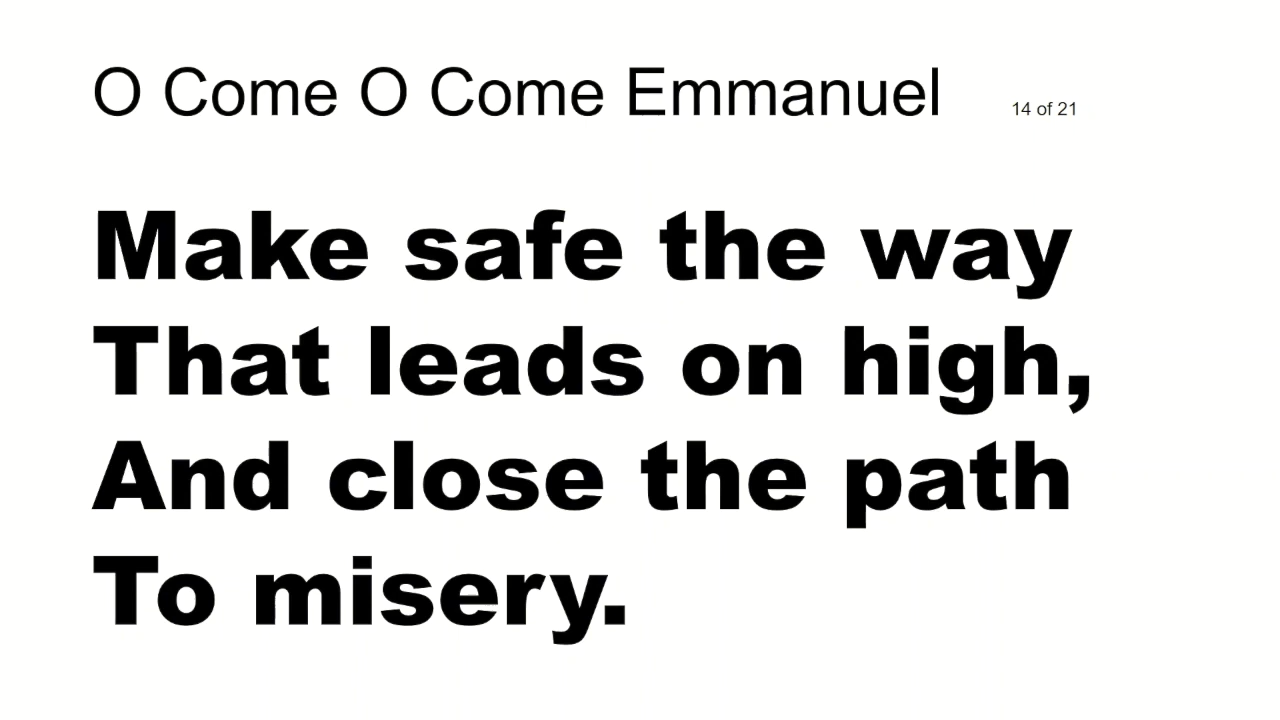 O Come O Come Emmanuel 14 of 21
Make safe the way
That leads on high,
And close the path
To misery.